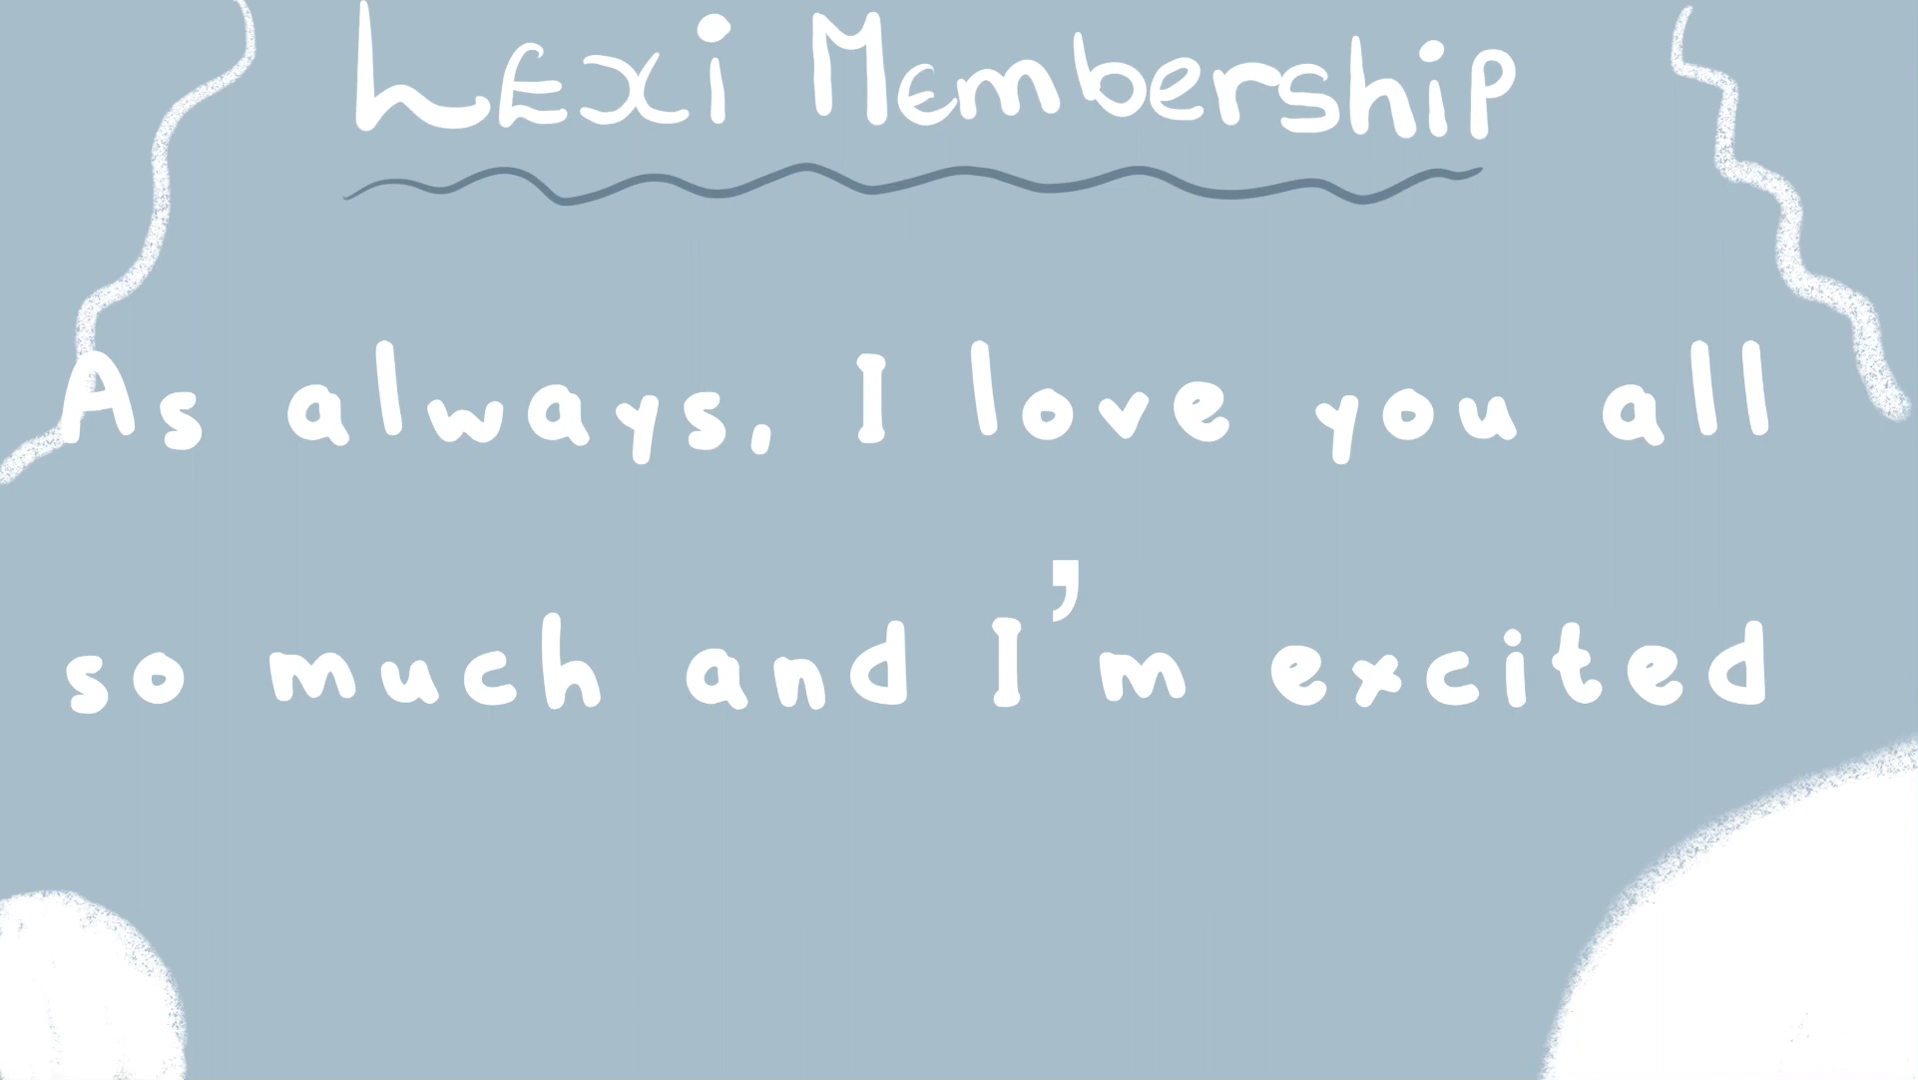 Lexi Membership
As always, I love you all
so much and I’m excited